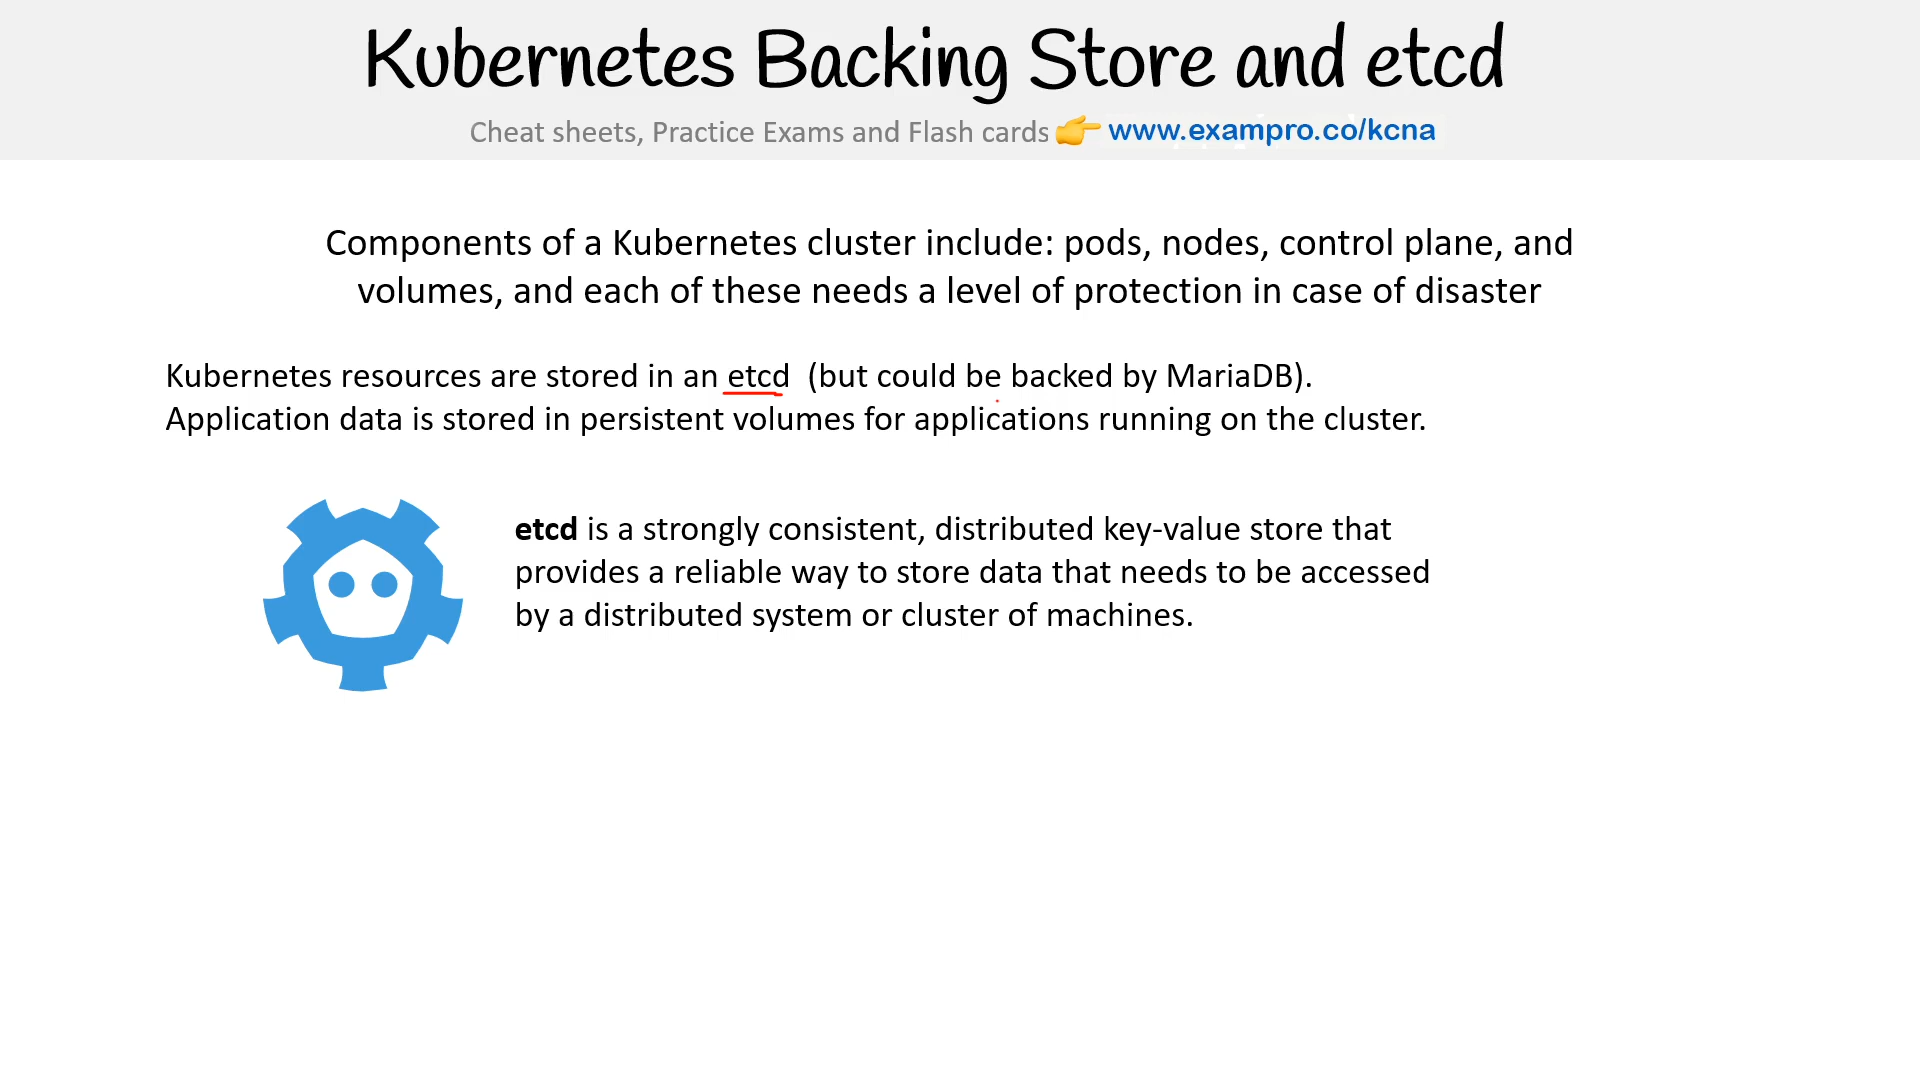 Kubernetes Backing Store and etcd
Cheat sheets, Practice Exams and Flash cards 👉 www.exampro.co/kcna
Components of a Kubernetes cluster include: pods, nodes, control plane, and
volumes, and each of these needs a level of protection in case of disaster
Kubernetes resources are stored in an etcd (but could be backed by MariaDB).
Application data is stored in persistent volumes for applications running on the cluster.
etcd is a strongly consistent, distributed key-value store that
provides a reliable way to store data that needs to be accessed
by a distributed system or cluster of machines.